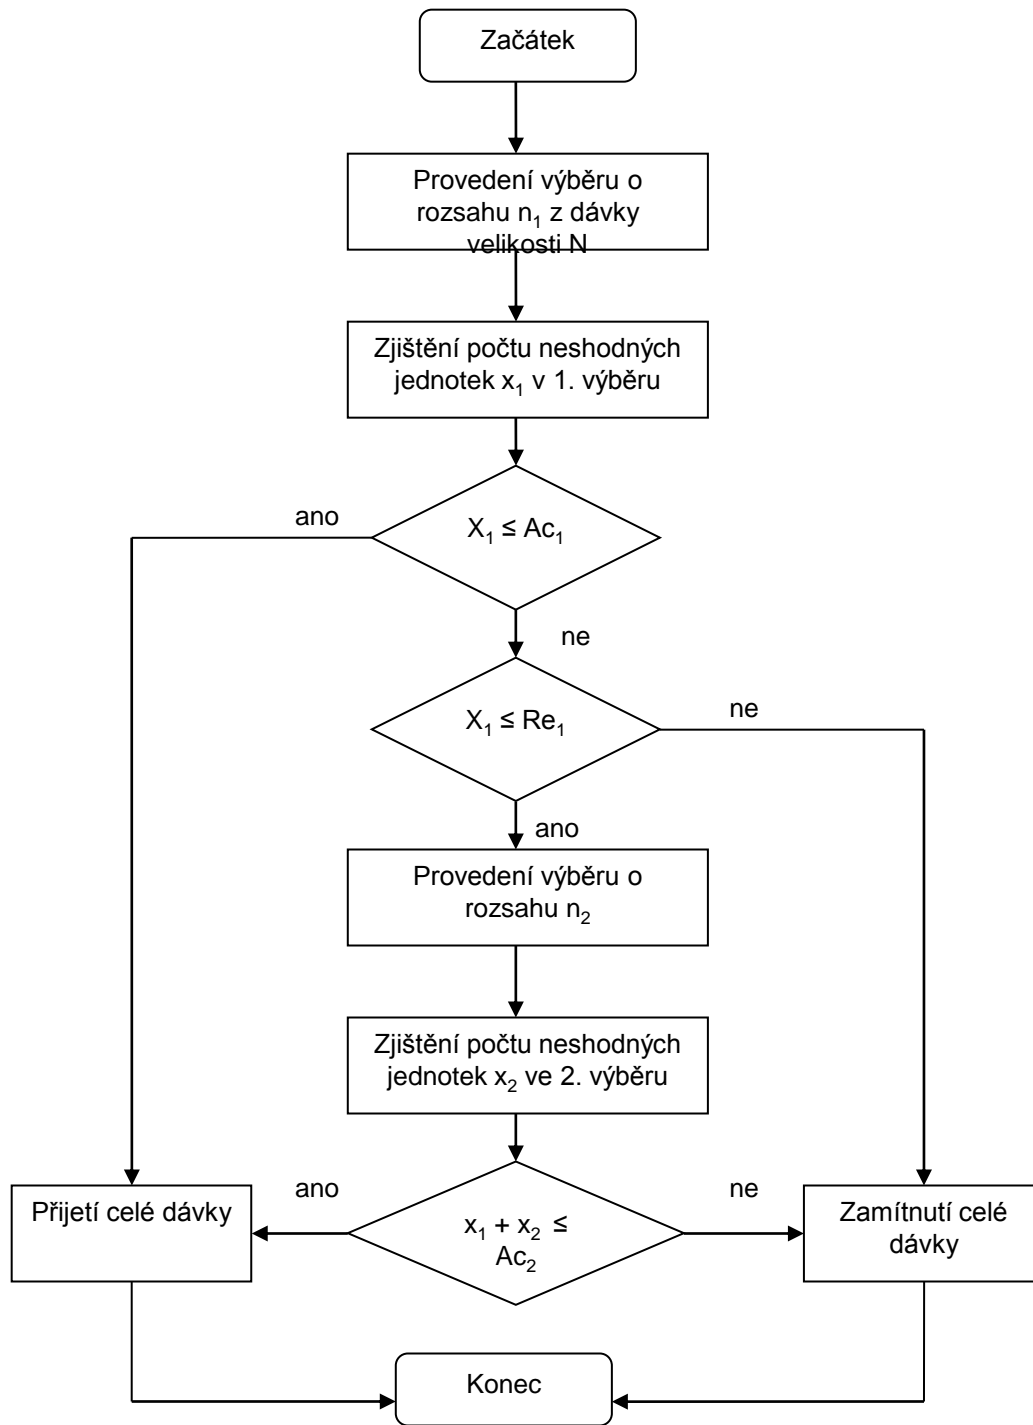 Začátek
Provedení výběru o
rozsahu n₁ z dávky
velikosti N
Zjištění počtu neshodných
jednotek x₁ v 1. výběru
ano
X₁ ≤ Ac₁
ne
X₁ ≤ Re₁
ne
ano
Provedení výběru o
rozsahu n₂
Zjištění počtu neshodných
jednotek x₂ ve 2. výběru
ano
ne
Přijetí celé dávky
x₁ + x₂ ≤
Ac₂
Zamítnutí celé
dávky
Konec